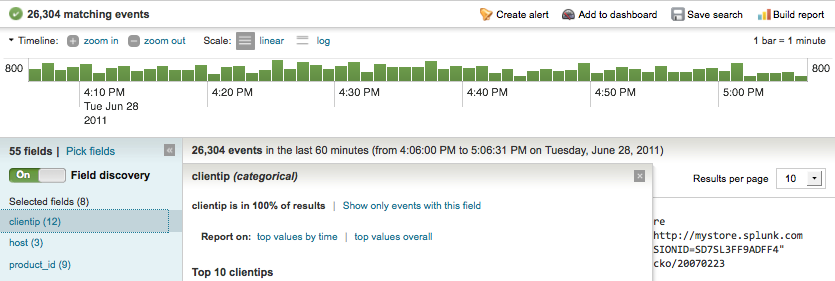 26,304 matching events
Create alert
Add to dashboard
Save search
Build report
Timeline: zoom in zoom out Scale: linear log
1 bar = 1 minute
800 800
4:10 PM 4:20 PM 4:30 PM 4:40 PM 4:50 PM 5:00 PM
Tue Jun 28
2011
55 fields | Pick fields
26,304 events in the last 60 minutes (from 4:06:00 PM to 5:06:31 PM on Tuesday, June 28, 2011)
On Field discovery
clientip (categorical)
Results per page 10
Selected fields (8)
clientip is in 100% of results | Show only events with this field
clientip (12)
re
host (3)
Report on: top values by time | top values overall
http://mystore.splunk.com
SIONID=SD7SL3FF9ADFF4"
product_id (9)
cko/20070223
Top 10 clientips